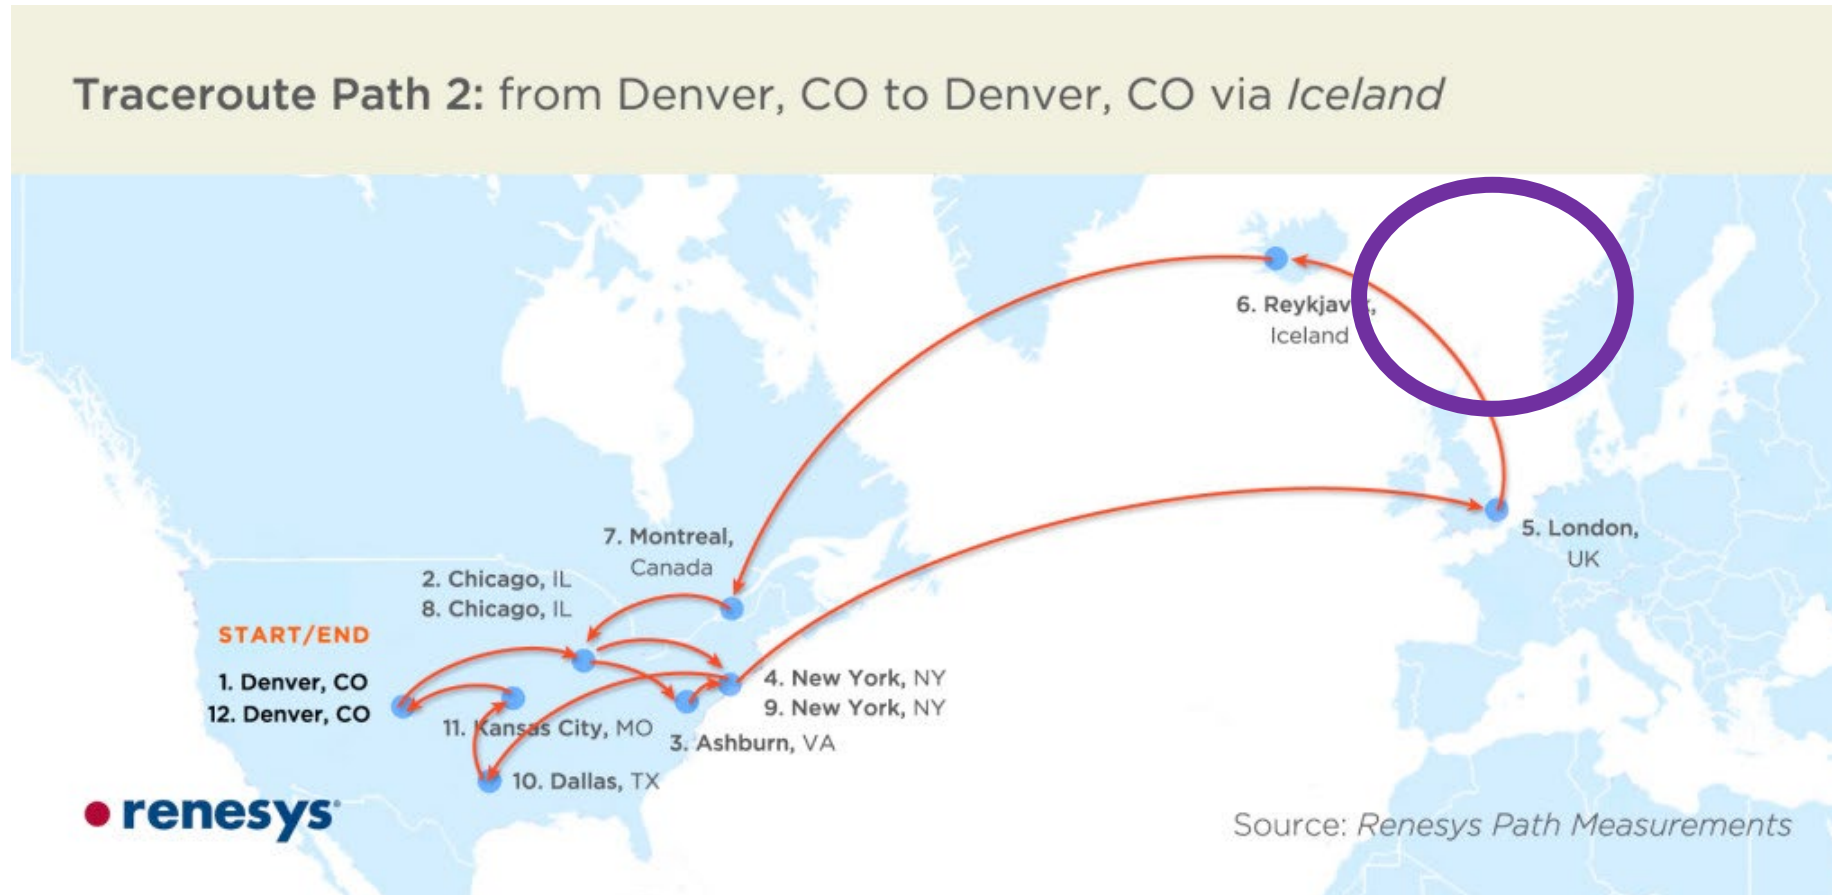 Traceroute Path 2: from Denver, CO to Denver, CO via Iceland
6. Reykjavik,
Iceland
5. London,
UK
7. Montreal,
Canada
2. Chicago, IL
8. Chicago, IL
START/END
1. Denver, CO
12. Denver, CO
4. New York, NY
9. New York, NY
11. Kansas City, MO
3. Ashburn, VA
10. Dallas, TX
renesys
Source: Renesys Path Measurements